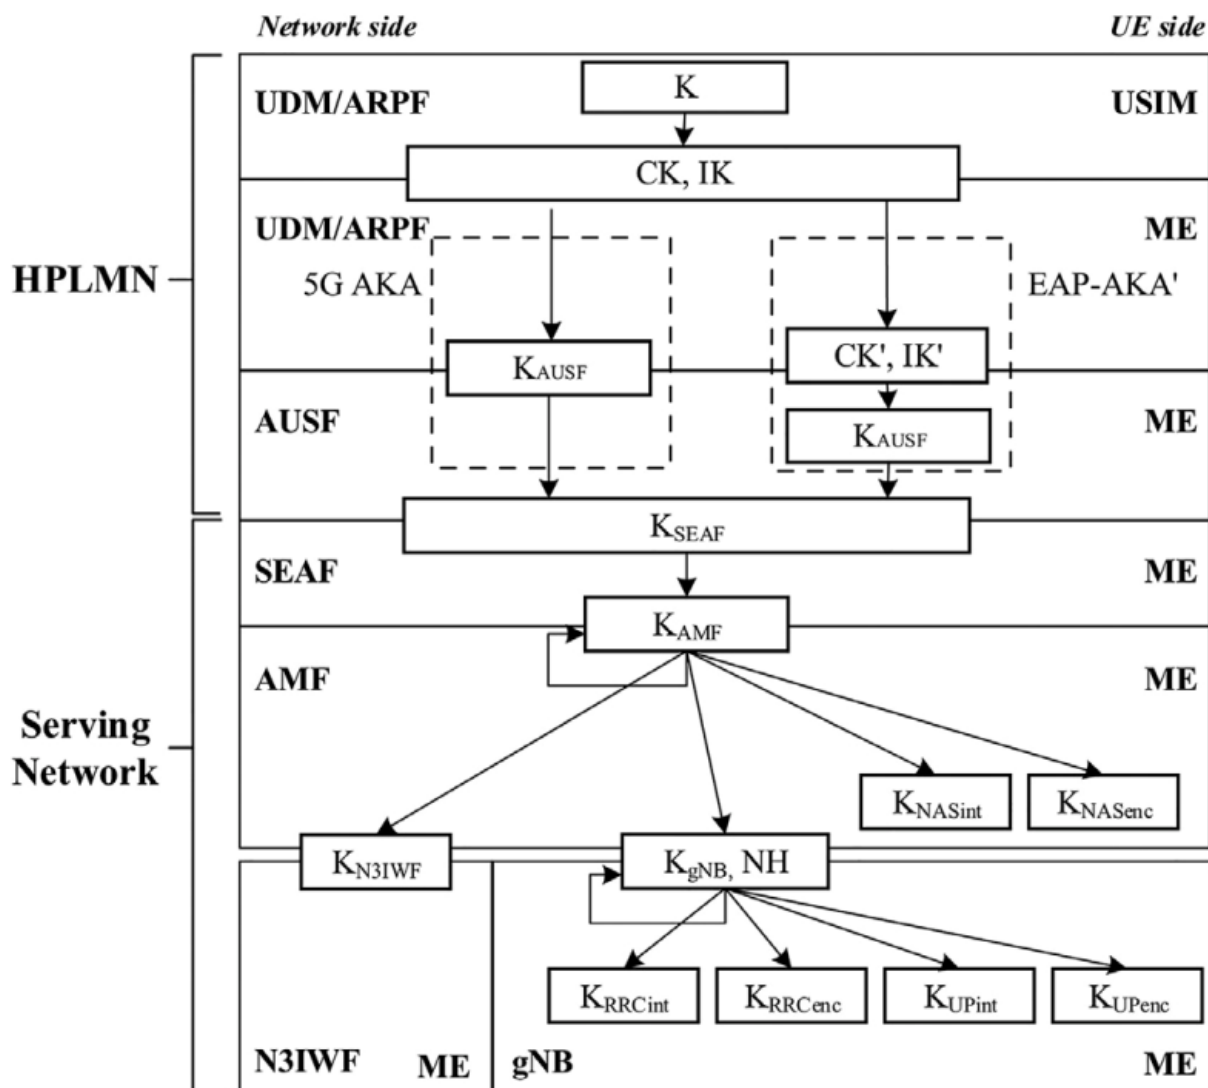 Network side UE side
K
UDM/ARPF USIM
CK, IK
UDM/ARPF ME
HPLMN
5G AKA EAP-AKA'
CK', IK'
KAUSF
AUSF ME
KAUSF
KSEAF
SEAF ME
KAMF
AMF ME
Serving
Network
KNASint KNASenc
KN3IWF KgNB, NH
KRRCint KRRCenc KUPint KUPenc
N3IWF ME gNB ME